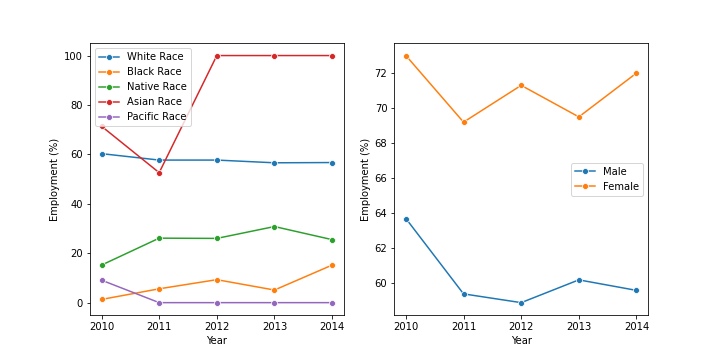 100
80
60
40
20
0
Employment (%)
White Race
Black Race
Native Race
Asian Race
Pacific Race
2010 2011 2012 2013 2014
Year
72
70
68
66
64
62
60
Employment (%)
Male
Female
2010 2011 2012 2013 2014
Year